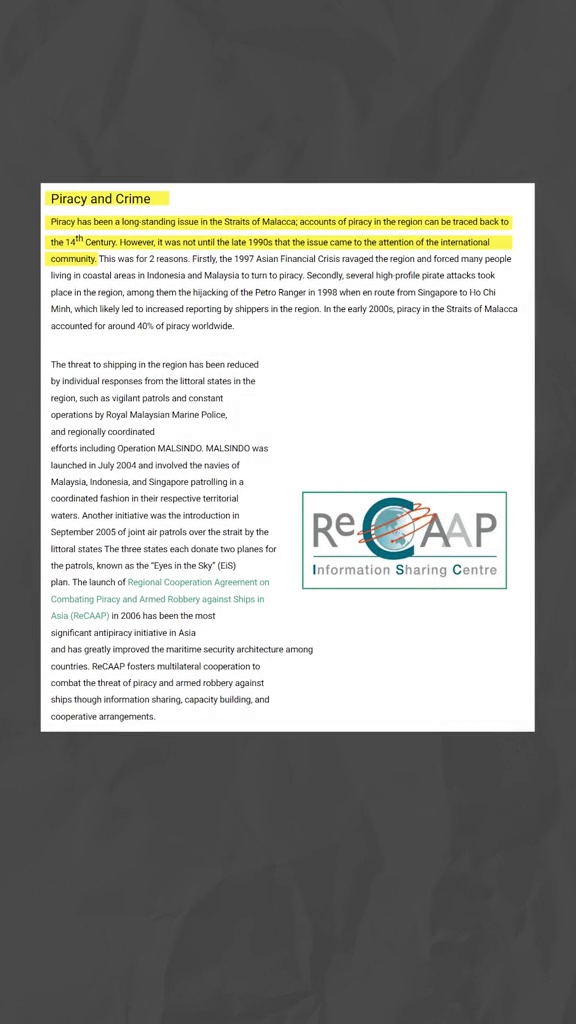 Piracy and Crime
Piracy has been a long-standing issue in the Straits of Malacca; accounts of piracy in the region can be traced back to
the 14th Century. However, it was not until the late 1990s that the issue came to the attention of the international
community. This was for 2 reasons. Firstly, the 1997 Asian Financial Crisis ravaged the region and forced many people
living in coastal areas in Indonesia and Malaysia to turn to piracy. Secondly, several high-profile pirate attacks took
place in the region, among them the hijacking of the Petro Ranger in 1998 when en route from Singapore to Ho Chi
Minh, which likely led to increased reporting by shippers in the region. In the early 2000s, piracy in the Straits of Malacca
accounted for around 40% of piracy worldwide.
The threat to shipping in the region has been reduced
by individual responses from the littoral states in the
region, such as vigilant patrols and constant
operations by Royal Malaysian Marine Police,
and regionally coordinated
efforts including Operation MALSINDO. MALSINDO was
launched in July 2004 and involved the navies of
Malaysia, Indonesia, and Singapore patrolling in a
coordinated fashion in their respective territorial
waters. Another initiative was the introduction in
September 2005 of joint air patrols over the strait by the
littoral states The three states each donate two planes for
the patrols, known as the “Eyes in the Sky” (EiS)
plan. The launch of Regional Cooperation Agreement on
Combating Piracy and Armed Robbery against Ships in
Asia (ReCAAP) in 2006 has been the most
significant antipiracy initiative in Asia
and has greatly improved the maritime security architecture among
countries. ReCAAP fosters multilateral cooperation to
combat the threat of piracy and armed robbery against
ships though information sharing, capacity building, and
cooperative arrangements.
ReCAAP
Information Sharing Centre